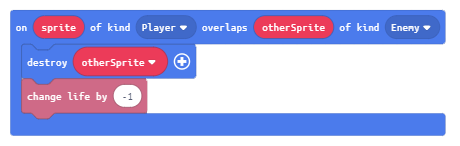 on sprite of kind Player overlaps otherSprite of kind Enemy
destroy otherSprite
change life by -1